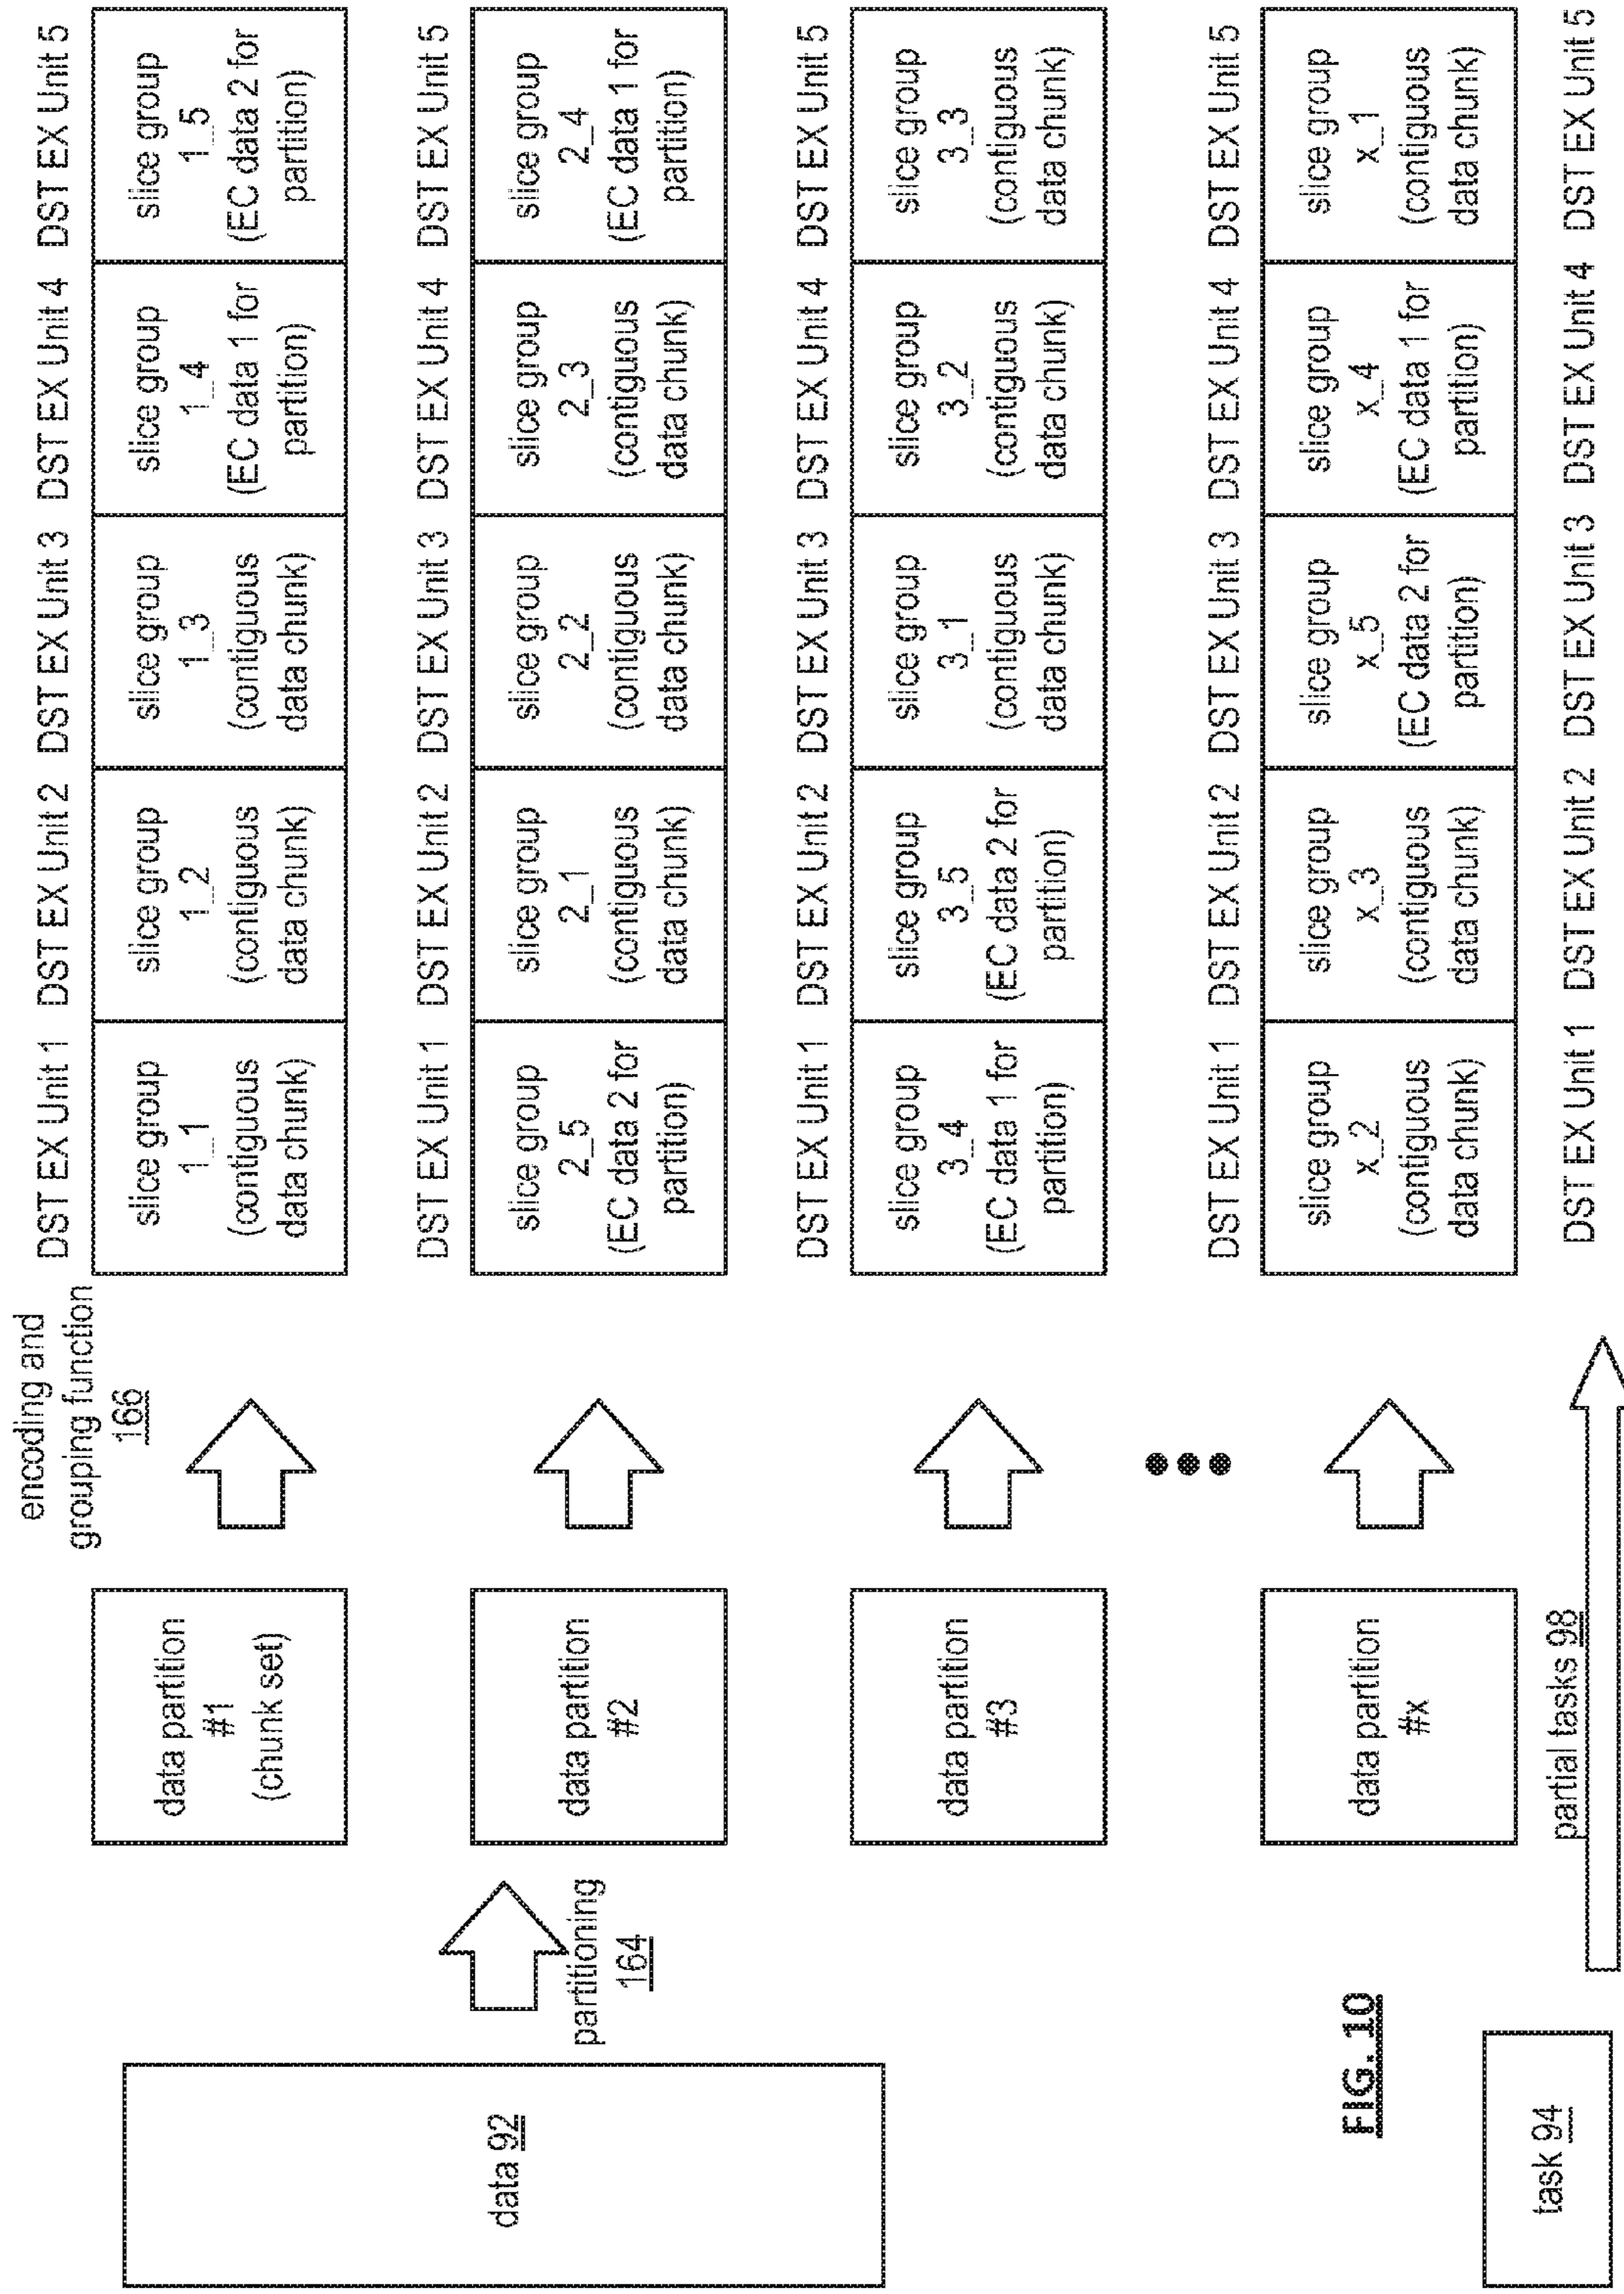 encoding and
grouping function
166
data 92
partitioning
164
data partition
#1
(chunk set)
DST EX Unit 1 DST EX Unit 2 DST EX Unit 3 DST EX Unit 4 DST EX Unit 5
slice group
1_1
(contiguous
data chunk)
slice group
1_2
(contiguous
data chunk)
slice group
1_3
(contiguous
data chunk)
slice group
1_4
(EC data 1 for
partition)
slice group
1_5
(EC data 2 for
partition)
data partition
#2
DST EX Unit 1 DST EX Unit 2 DST EX Unit 3 DST EX Unit 4 DST EX Unit 5
slice group
2_5
(EC data 2 for
partition)
slice group
2_1
(contiguous
data chunk)
slice group
2_2
(contiguous
data chunk)
slice group
2_3
(contiguous
data chunk)
slice group
2_4
(EC data 1 for
partition)
data partition
#3
DST EX Unit 1 DST EX Unit 2 DST EX Unit 3 DST EX Unit 4 DST EX Unit 5
slice group
3_4
(EC data 1 for
partition)
slice group
3_5
(EC data 2 for
partition)
slice group
3_1
(contiguous
data chunk)
slice group
3_2
(contiguous
data chunk)
slice group
3_3
(contiguous
data chunk)
data partition
#x
DST EX Unit 1 DST EX Unit 2 DST EX Unit 3 DST EX Unit 4 DST EX Unit 5
slice group
x_2
(contiguous
data chunk)
slice group
x_3
(contiguous
data chunk)
slice group
x_5
(EC data 2 for
partition)
slice group
x_4
(EC data 1 for
partition)
slice group
x_1
(contiguous
data chunk)
FIG. 10
task 94
partial tasks 98
DST EX Unit 1 DST EX Unit 2 DST EX Unit 3 DST EX Unit 4 DST EX Unit 5